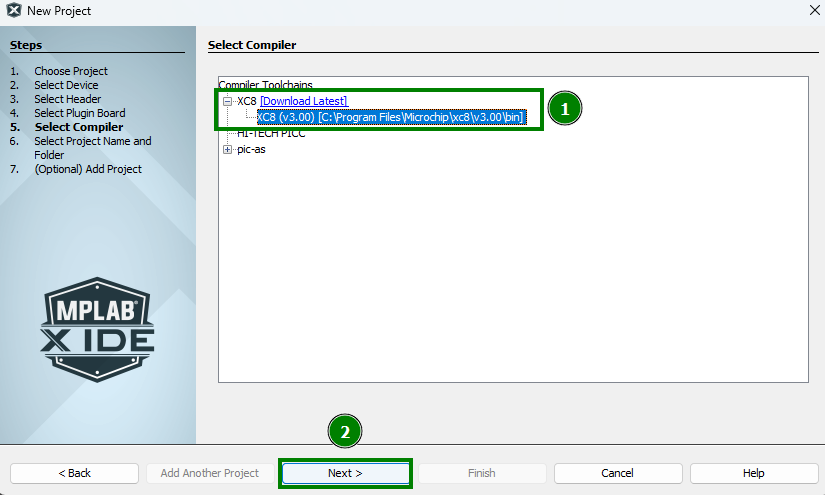 New Project
Steps
1. Choose Project
2. Select Device
3. Select Header
4. Select Plugin Board
5. Select Compiler
6. Select Project Name and
Folder
7. (Optional) Add Project
MPLAB®
X IDE
Select Compiler
Compiler Toolchains
XC8 [Download Latest]
XC8 (v3.00) [C:\Program Files\Microchip\xc8\v3.00\bin]
HI-TECH PICC
pic-as
1
2
< Back
Add Another Project
Next >
Finish
Cancel
Help